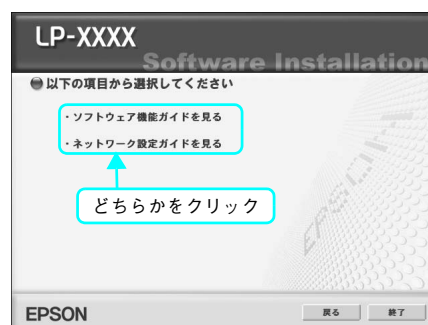 LP-XXXX
Software Installation
以下の項目から選択してください
・ソフトウェア機能ガイドを見る
・ネットワーク設定ガイドを見る
どちらかをクリック
EPSON
EPSON
戻る
終了